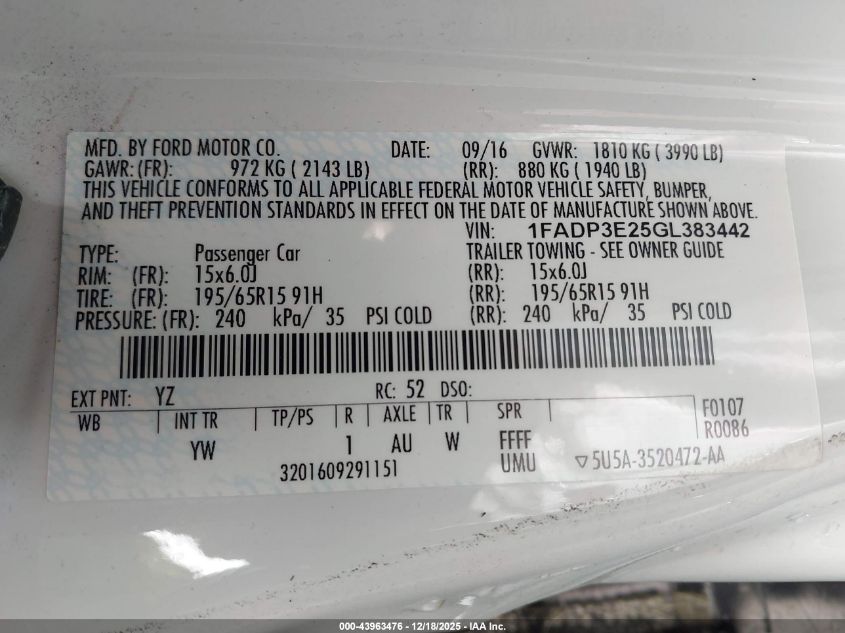 MFD. BY FORD MOTOR CO. DATE: 09/16 GVWR: 1810 KG ( 3990 LB)
GAWR: (FR): 972 KG ( 2143 LB) (RR): 880 KG ( 1940 LB)
THIS VEHICLE CONFORMS TO ALL APPLICABLE FEDERAL MOTOR VEHICLE SAFETY, BUMPER,
AND THEFT PREVENTION STANDARDS IN EFFECT ON THE DATE OF MANUFACTURE SHOWN ABOVE.
VIN: 1FADP3E25GL383442
TYPE: Passenger Car TRAILER TOWING - SEE OWNER GUIDE
RIM: (FR): 15x6.0J (RR): 15x6.0J
TIRE: (FR): 195/65R15 91H (RR): 195/65R15 91H
PRESSURE: (FR): 240 kPa/ 35 PSI COLD (RR): 240 kPa/ 35 PSI COLD
EXT PNT: YZ RC: 52 DSO:
WB INT TR TP/PS R AXLE TR SPR F0107
YW 1 AU W FFFF R0086
3201609291151 UMU ▽5U5A-3520472-AA
000-43963476 - 12/18/2025 - IAA Inc.